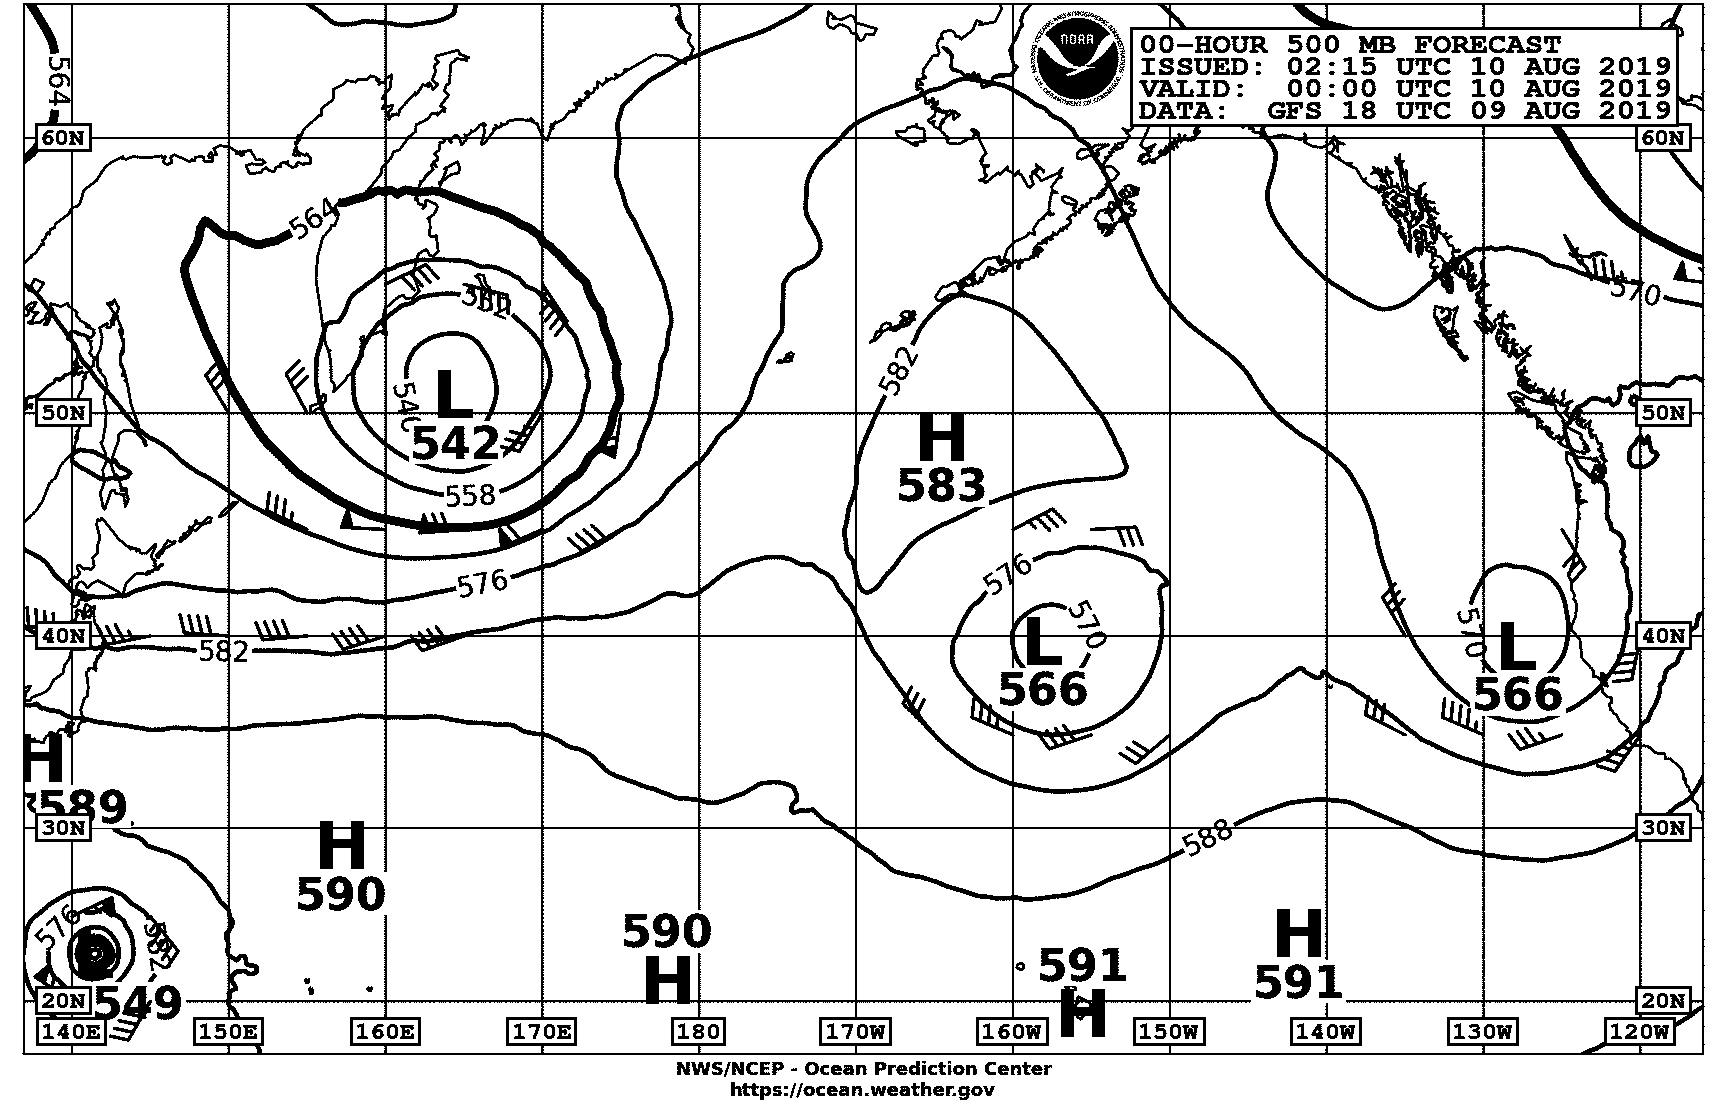 NOAA
00-HOUR 500 MB FORECAST
ISSUED: 02:15 UTC 10 AUG 2019
VALID: 00:00 UTC 10 AUG 2019
DATA: GFS 18 UTC 09 AUG 2019
564
60N
60N
564
570
582
540
L
542
50N
50N
H
583
558
576
576
570
570
40N
40N
582
L
566
L
566
H
589
30N
30N
588
H
590
576
582
590
H
591
H
H
591
549
20N
20N
140E 150E 160E 170E 180 170W 160W 150W 140W 130W 120W
NWS/NCEP - Ocean Prediction Center
https://ocean.weather.gov